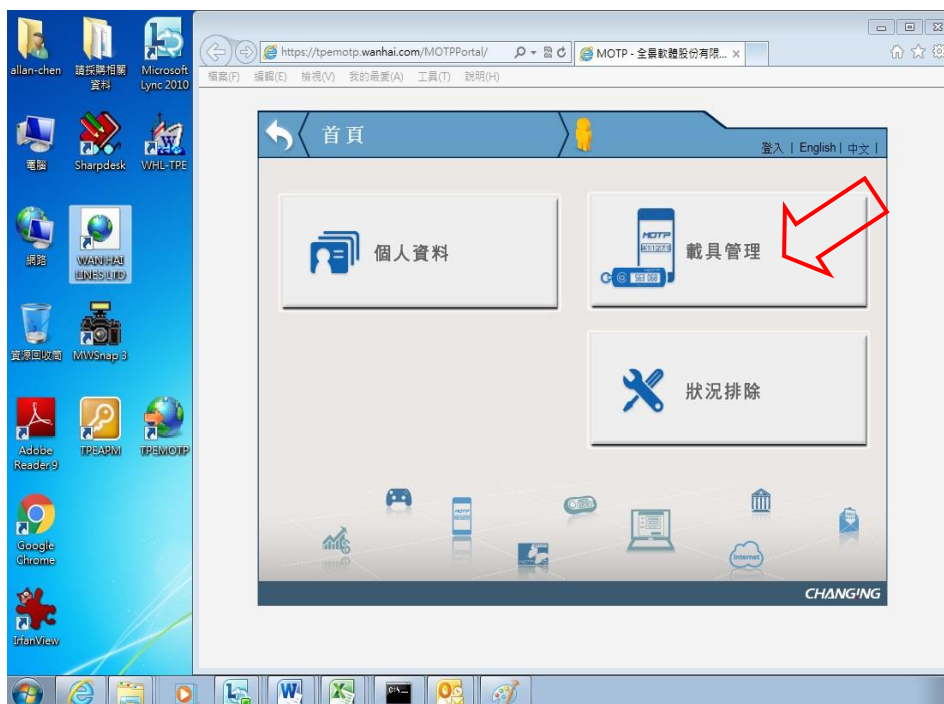 allan-chen
請採購相關
資料
Microsoft
Lync 2010
電腦
Sharpdesk
WHL-TPE
網路
WANHAI
LINES LTD
資源回收筒
MWSnap 3
Adobe
Reader 9
TPEAPM
TPEMOTP
Google
Chrome
IrfanView
https://tpemotp.wanhai.com/MOTPPortal/
MOTP - 全景軟體股份有限...
檔案(F) 編輯(E) 檢視(V) 我的最愛(A) 工具(T) 說明(H)
首頁
登入 | English | 中文 |
個人資料
MOTP
載具管理
狀況排除
MOTP
Internet
CHANGING